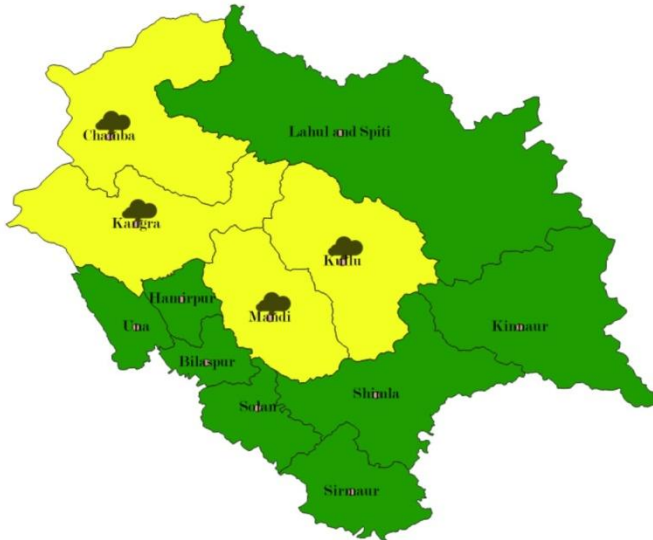 Chamba
Lahul and Spiti
Kangra
Kullu
Hamirpur
Mandi
Una
Kinnaur
Bilaspur
Shimla
Solan
Sirmaur